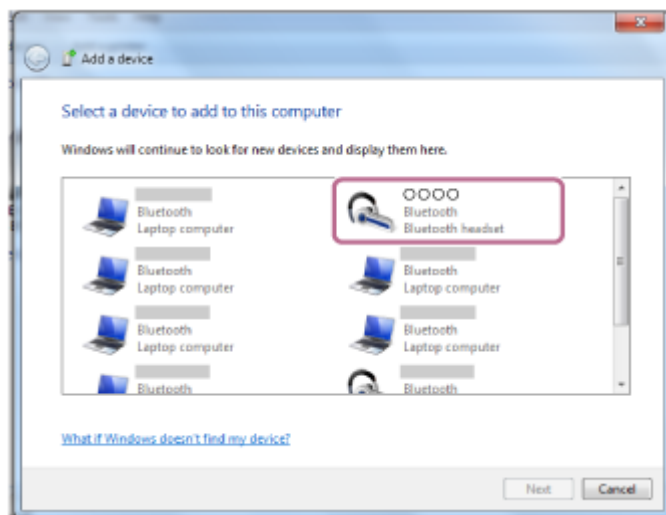 Add a device
Select a device to add to this computer
Windows will continue to look for new devices and display them here.
Bluetooth
Laptop computer
○○○○
Bluetooth
Bluetooth headset
Bluetooth
Laptop computer
Bluetooth
Laptop computer
Bluetooth
Laptop computer
Bluetooth
Laptop computer
Bluetooth
Bluetooth
What if Windows doesn't find my device?
Next
Cancel